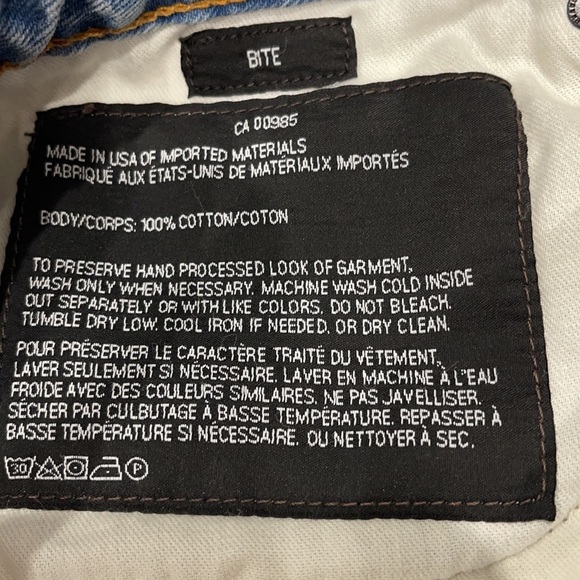 BITE
CA 00985
MADE IN USA OF IMPORTED MATERIALS
FABRIQUÉ AUX ÉTATS-UNIS DE MATÉRIAUX IMPORTÉS
BODY/CORPS: 100% COTTON/COTON
TO PRESERVE HAND PROCESSED LOOK OF GARMENT,
WASH ONLY WHEN NECESSARY. MACHINE WASH COLD INSIDE
OUT SEPARATELY OR WITH LIKE COLORS. DO NOT BLEACH.
TUMBLE DRY LOW. COOL IRON IF NEEDED. OR DRY CLEAN.
POUR PRÉSERVER LE CARACTÈRE TRAITÉ DU VÊTEMENT,
LAVER SEULEMENT SI NÉCESSAIRE. LAVER EN MACHINE À L'EAU
FROIDE AVEC DES COULEURS SIMILAIRES. NE PAS JAVELLISER.
SÉCHER PAR CULBUTAGE À BASSE TEMPÉRATURE. REPASSER À
BASSE TEMPÉRATURE SI NÉCESSAIRE. OU NETTOYER À SEC.
30 P